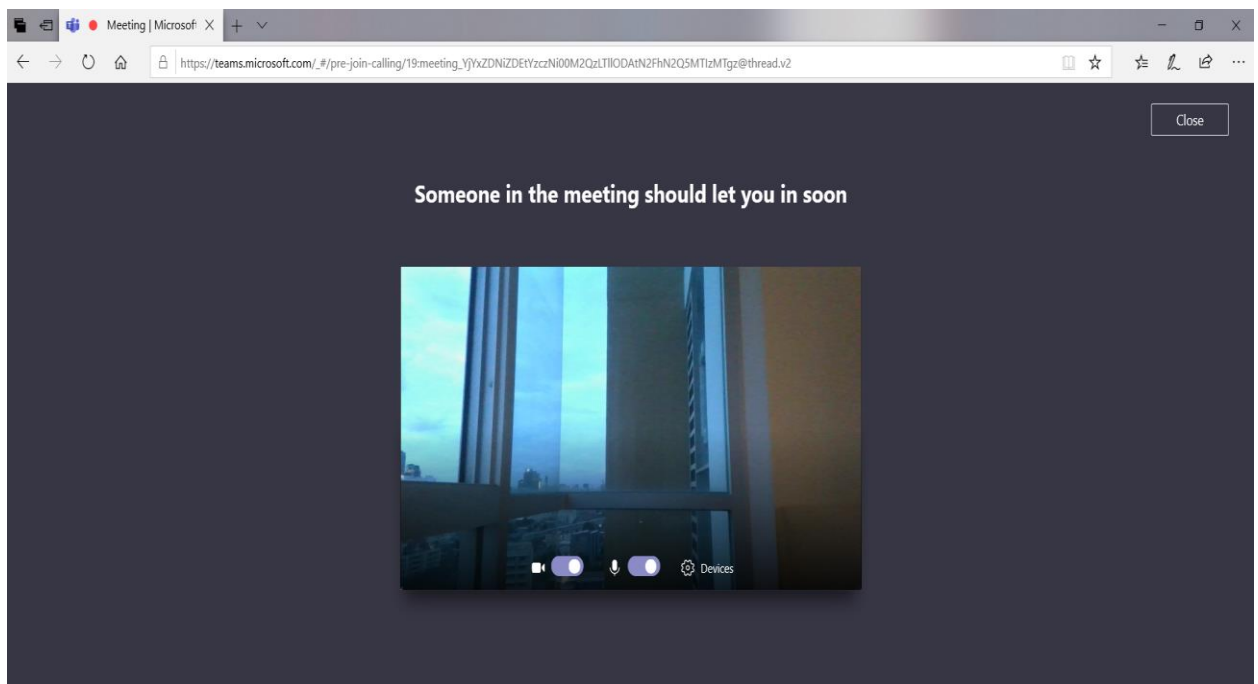 Meeting | Microsof
https://teams.microsoft.com/_#/pre-join-calling/19:meeting_YjYxZDNiZDEtYzczNi00M2QzLTllODAtN2FhN2Q5MTIzMTgz@thread.v2
Close
Someone in the meeting should let you in soon
Devices